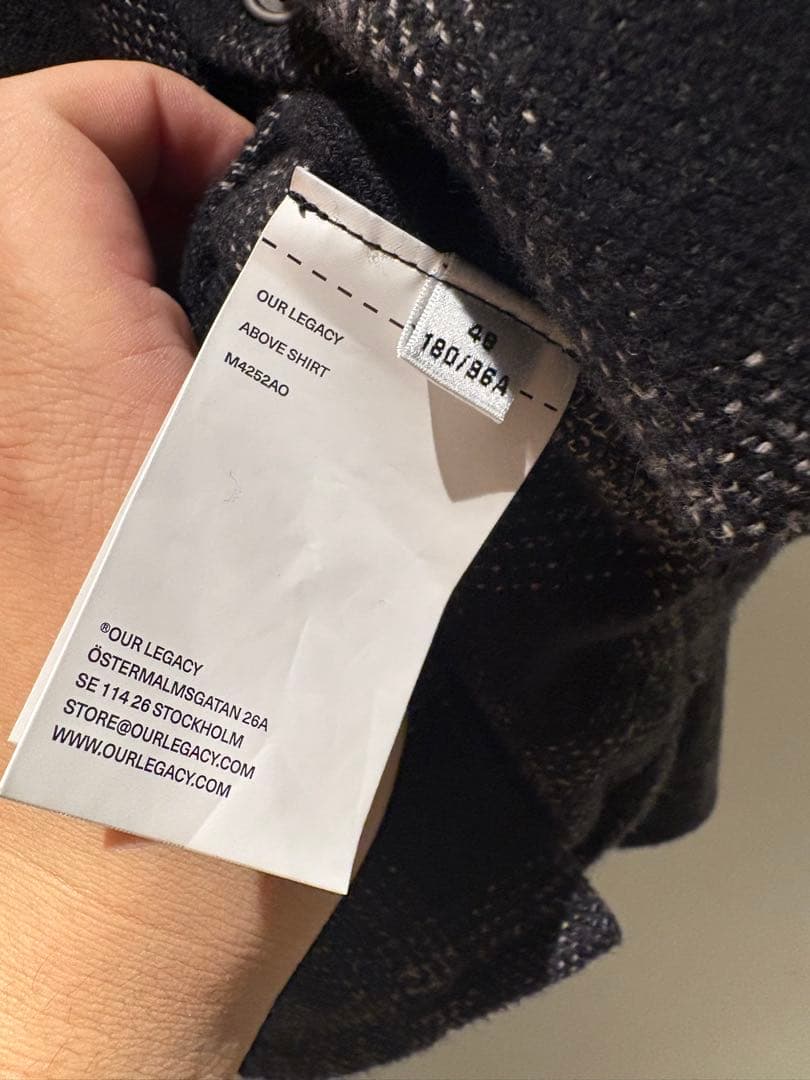 OUR LEGACY
ABOVE SHIRT
M4252AO
48
180/96A
®OUR LEGACY
ÖSTERMALMSGATAN 26A
SE 114 26 STOCKHOLM
STORE@OURLEGACY.COM
WWW.OURLEGACY.COM